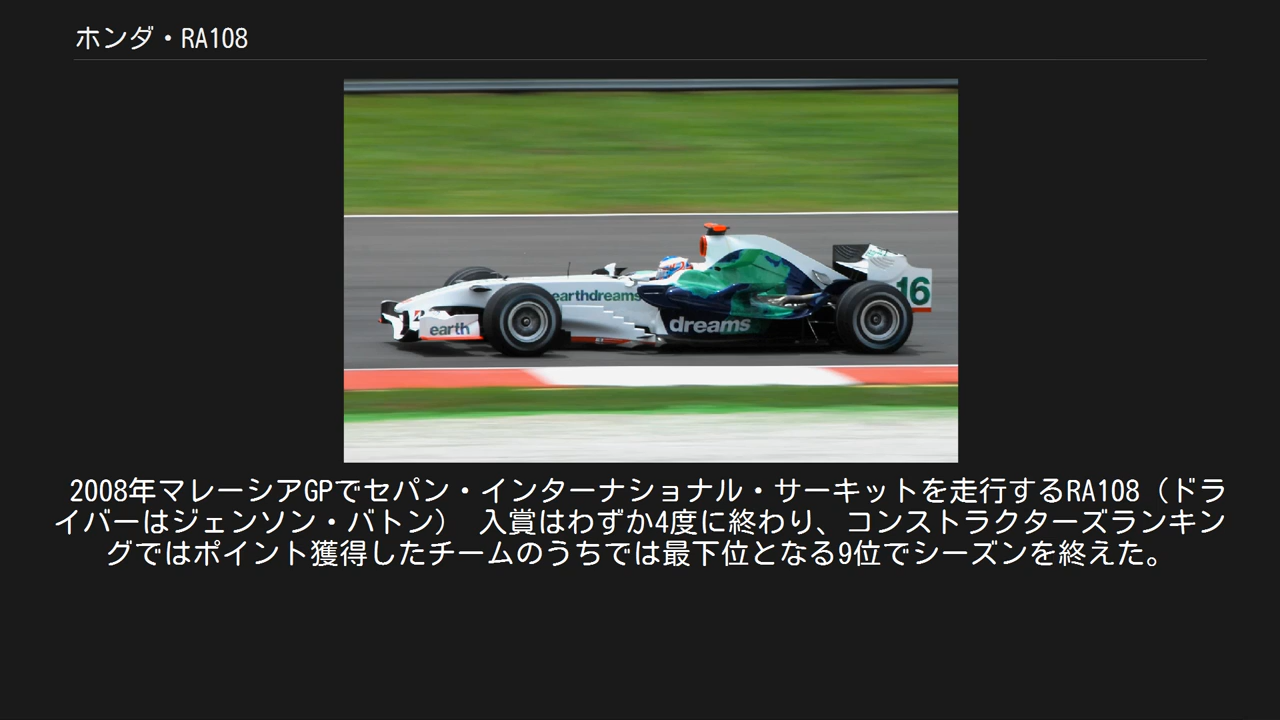 ホンダ・RA108
earthdreams
16
earth
dreams
2008年マレーシアGPでセパン・インターナショナル・サーキットを走行するRA108（ドラ
イバーはジェンソン・バトン） 入賞はわずか4度に終わり、コンストラクターズランキン
グではポイント獲得したチームのうちでは最下位となる9位でシーズンを終えた。